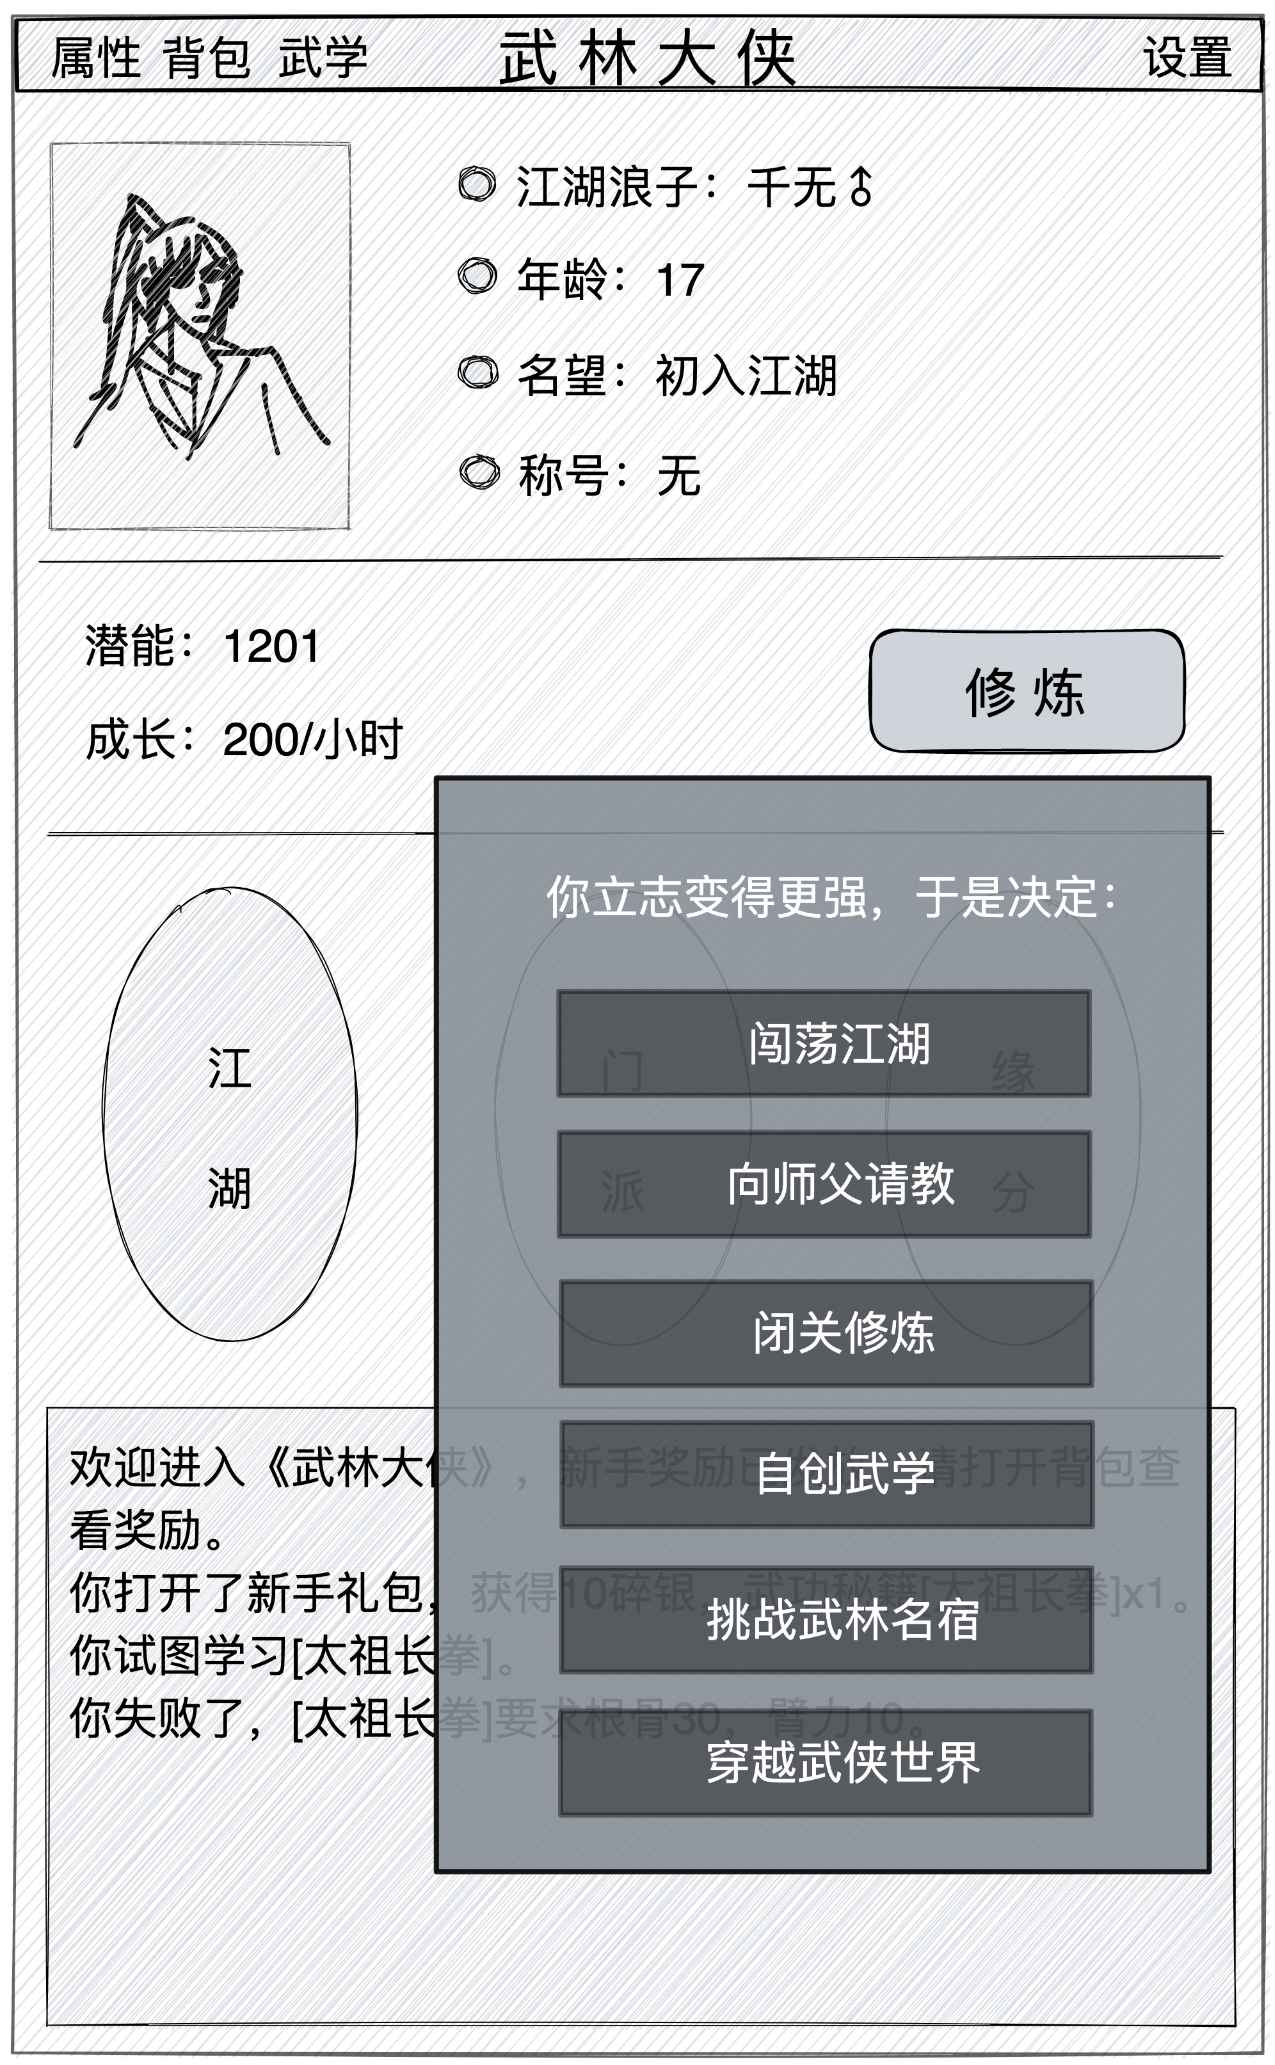 属性 背包 武学 武林大侠 设置
江湖浪子：千无♂
年龄：17
名望：初入江湖
称号：无
潜能：1201
成长：200/小时
修炼
你立志变得更强，于是决定：
闯荡江湖
向师父请教
闭关修炼
自创武学
挑战武林名宿
穿越武侠世界
江湖
门派
缘分
欢迎进入《武林大侠》，新手奖励已 请打开背包查
看奖励。
你打开了新手礼包，获得10碎银，武功秘籍[太祖长拳]x1。
你试图学习[太祖长拳]。
你失败了，[太祖长拳]要求根骨30，臂力10。